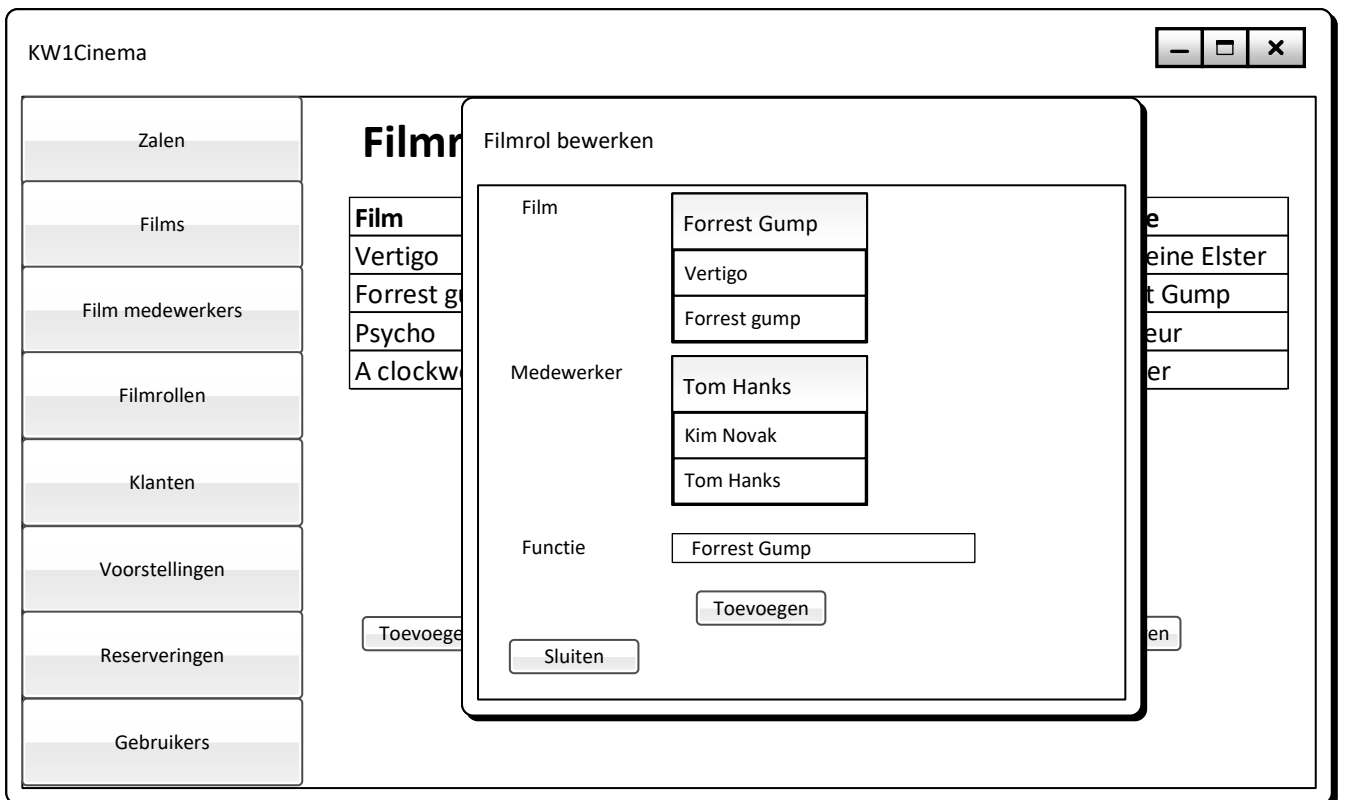 KW1Cinema
Zalen
Films
Film medewerkers
Filmrollen
Klanten
Voorstellingen
Reserveringen
Gebruikers
Filmr
Film
e
Vertigo
eine Elster
Forrest gu
t Gump
Psycho
eur
A clockw
er
Toevoege
en
Filmrol bewerken
Film
Forrest Gump
Vertigo
Forrest gump
Medewerker
Tom Hanks
Kim Novak
Tom Hanks
Functie
Forrest Gump
Toevoegen
Sluiten